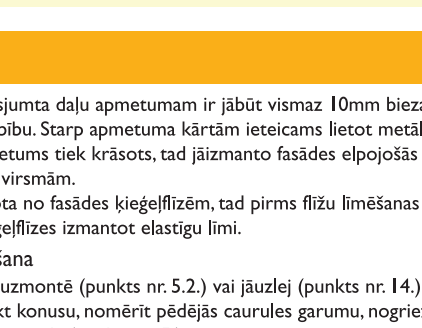 sjumta daļu apmetumam ir jābūt vismaz 10mm bieza
bību. Starp apmetuma kārtām ieteicams lietot metāl
etums tiek krāsots, tad jāizmanto fasādes elpojošās
virsmām.
ota no fasādes ķieģeļflīzēm, tad pirms flīžu līmēšanas
eļflīzes izmantot elastīgu līmi.
šana
uzmontē (punkts nr. 5.2.) vai jāuzlej (punkts nr. 14.)
kt konusu, nomērīt pēdējās caurules garumu, nogriez